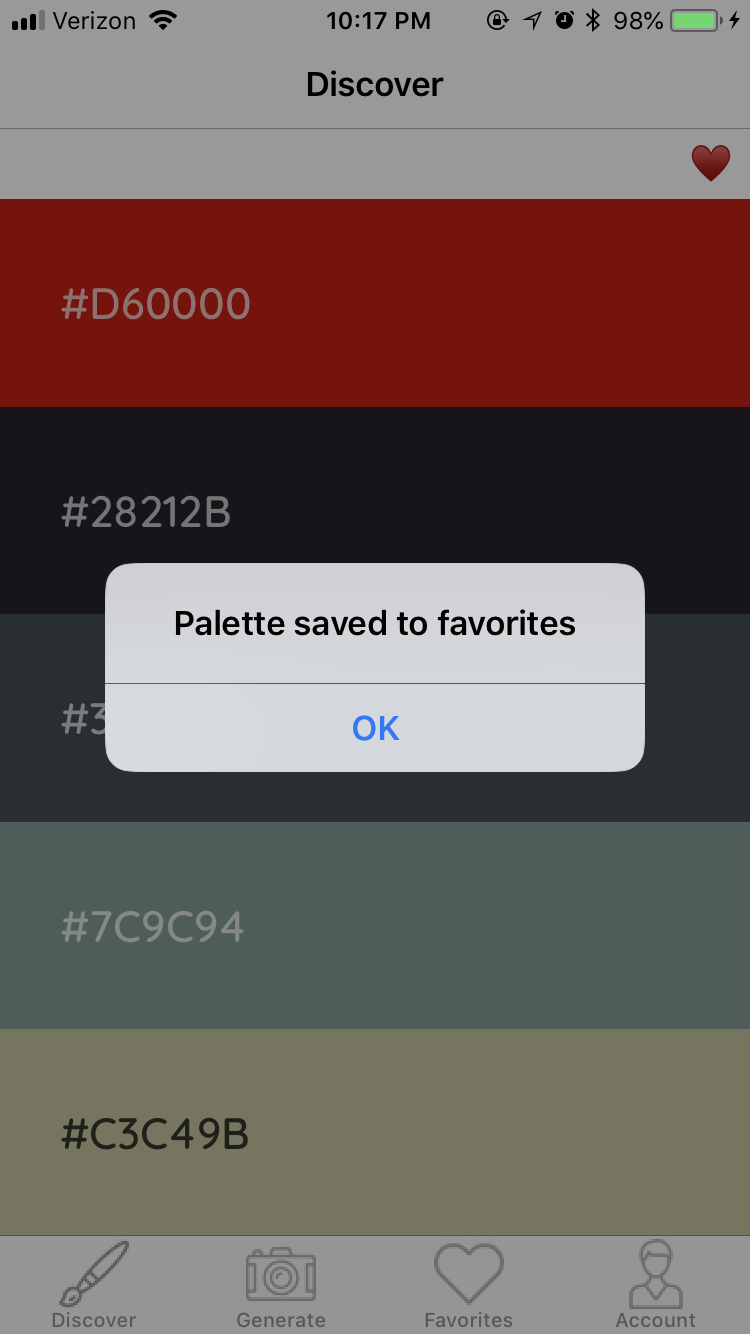 Verizon 10:17 PM 98%
Discover
#D60000
#28212B
Palette saved to favorites
#3
OK
#7C9C94
#C3C49B
Discover Generate Favorites Account